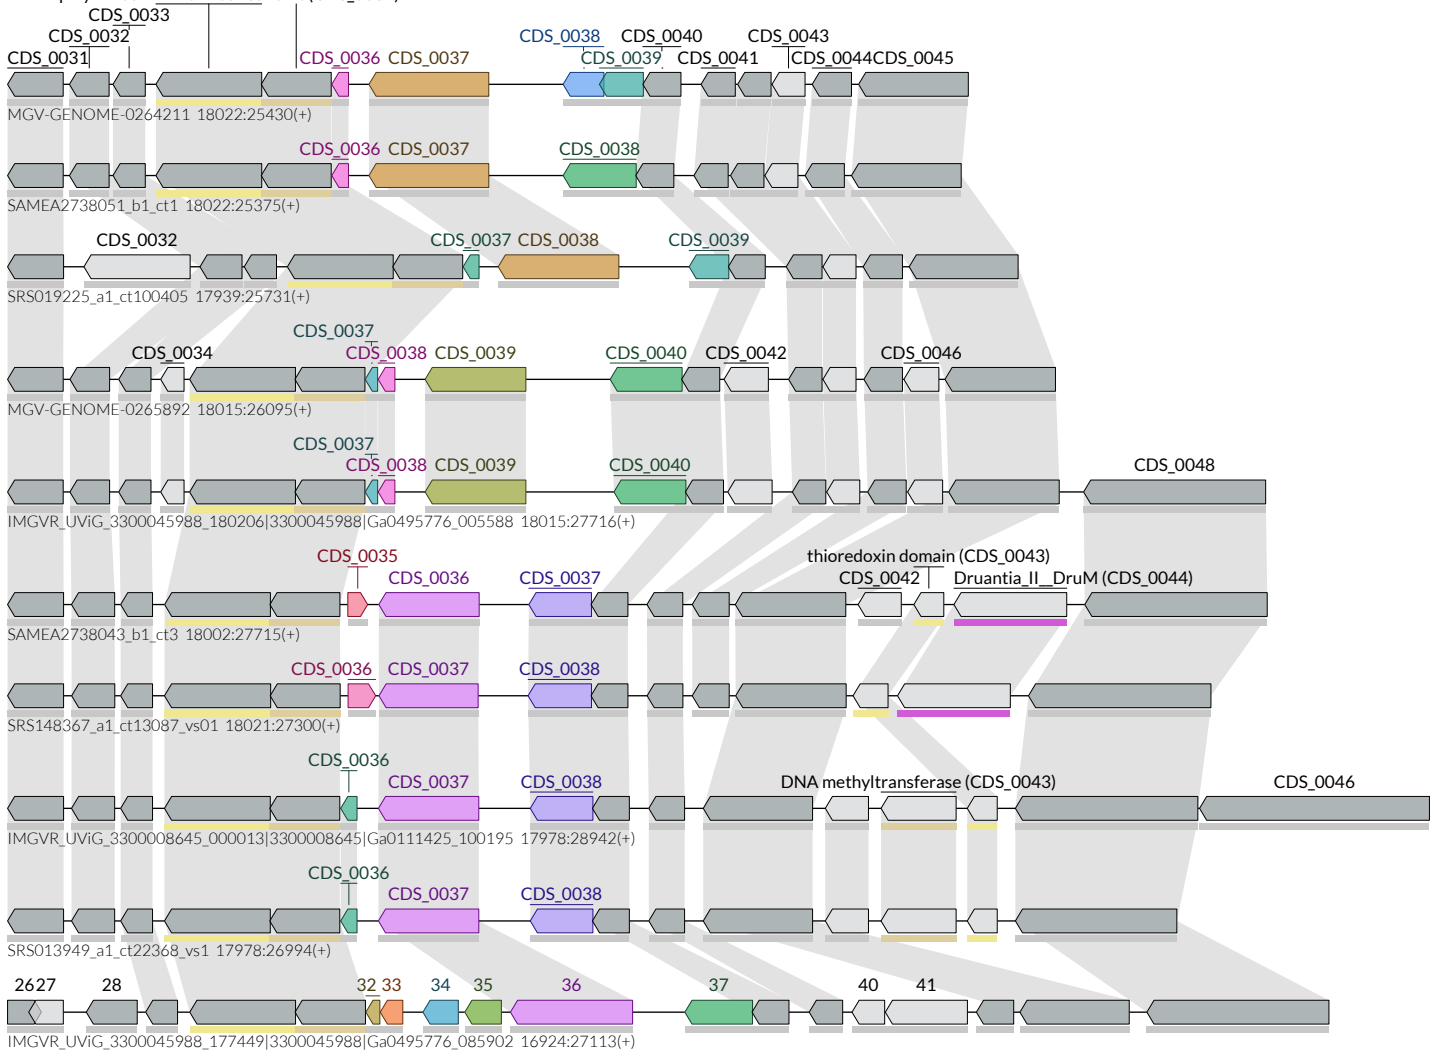 CDS_0033
CDS_0032 CDS_0038 CDS_0040 CDS_0043
CDS_0031 CDS_0036 CDS_0037 CDS_0039 CDS_0041 CDS_0044 CDS_0045
MGV-GENOME-0264211 18022:25430(+)
CDS_0036 CDS_0037 CDS_0038
SAMEA2738051_b1_ct1 18022:25375(+)
CDS_0032 CDS_0037 CDS_0038 CDS_0039
SRS019225_a1_ct100405 17939:25731(+)
CDS_0037
CDS_0034 CDS_0038 CDS_0039 CDS_0040 CDS_0042 CDS_0046
MGV-GENOME-0265892 18015:26095(+)
CDS_0037
CDS_0038 CDS_0039 CDS_0040 CDS_0048
IMGVR_UViG_3300045988_180206|3300045988|Ga0495776_005588 18015:27716(+)
CDS_0035 thioredoxin domain (CDS_0043)
CDS_0036 CDS_0037 CDS_0042 Druantia_II__DruM (CDS_0044)
SAMEA2738043_b1_ct3 18002:27715(+)
CDS_0036 CDS_0037 CDS_0038
SRS148367_a1_ct13087_vs01 18021:27300(+)
CDS_0036
CDS_0037 CDS_0038 DNA methyltransferase (CDS_0043) CDS_0046
IMGVR_UViG_3300008645_000013|3300008645|Ga0111425_100195 17978:28942(+)
CDS_0036
CDS_0037 CDS_0038
SRS013949_a1_ct22368_vs1 17978:26994(+)
26 27 28 32 33 34 35 36 37 40 41
IMGVR_UViG_3300045988_177449|3300045988|Ga0495776_085902 16924:27113(+)